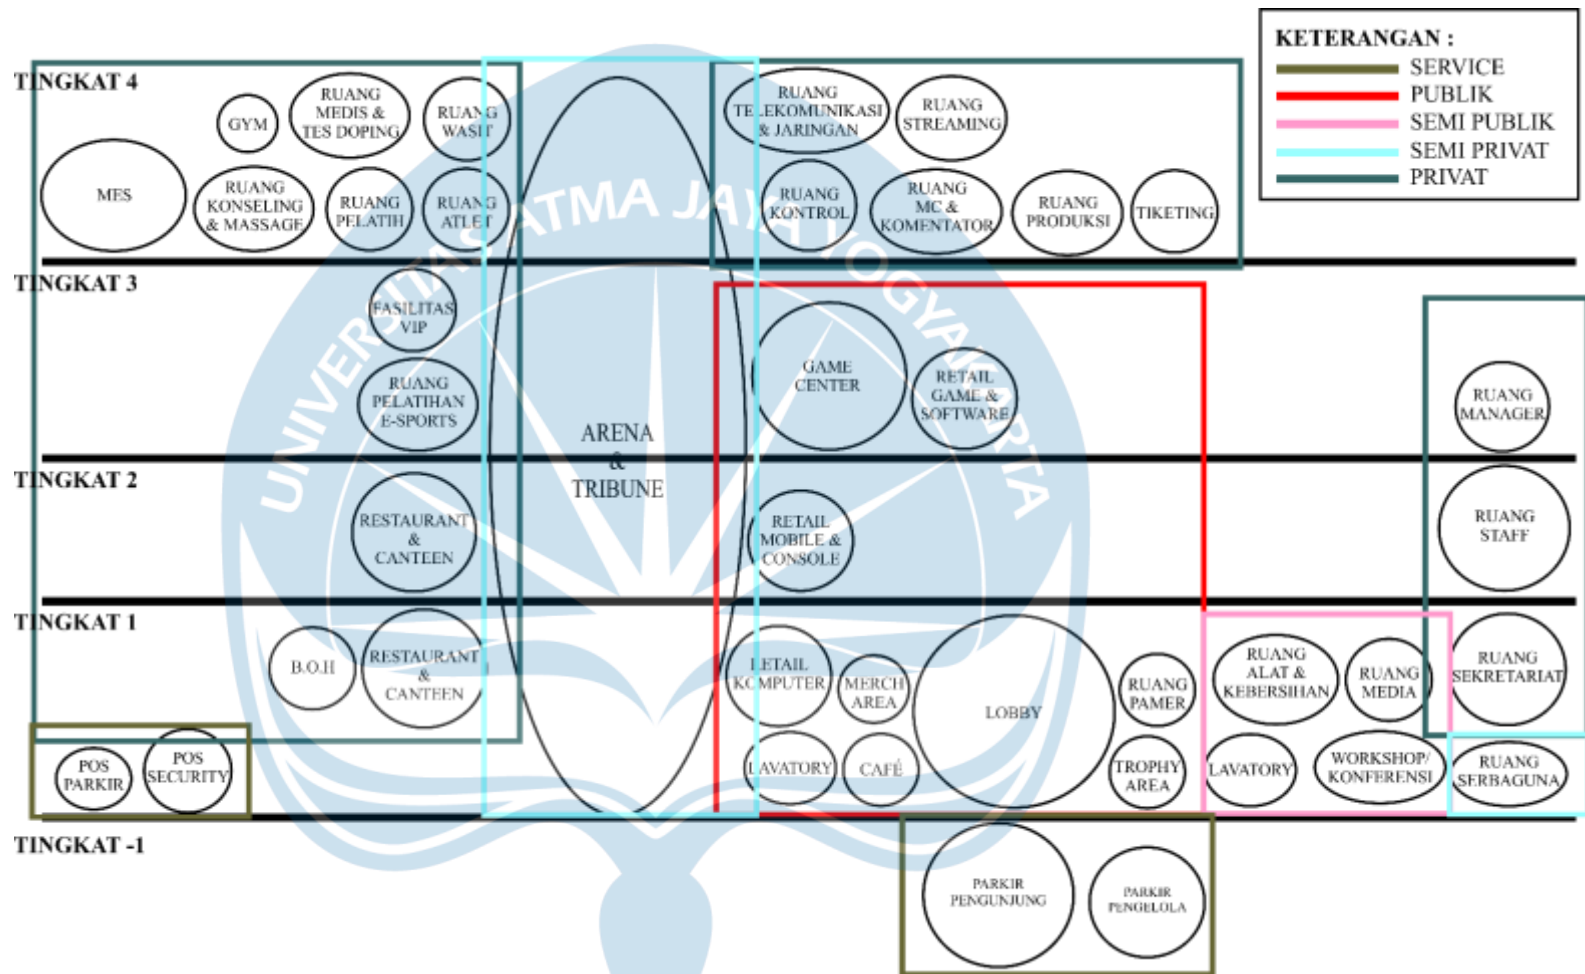 KETERANGAN :
SERVICE
PUBLIK
SEMI PUBLIK
SEMI PRIVAT
PRIVAT
TINGKAT 4
MES
GYM
RUANG
MEDIS &
TES DOPING
RUANG
WASIT
RUANG
KONSELING
& MASSAGE
RUANG
PELATIH
RUANG
ATLET
RUANG
TELEKOMUNIKASI
& JARINGAN
RUANG
STREAMING
RUANG
KONTROL
RUANG
MC &
KOMENTATOR
RUANG
PRODUKSI
TIKETING
UNIVERSITAS ATMA JAYA YOGYAKARTA
TINGKAT 3
FASILITAS
VIP
RUANG
PELATIHAN
E-SPORTS
ARENA
&
TRIBUNE
GAME
CENTER
RETAIL
GAME &
SOFTWARE
RUANG
MANAGER
TINGKAT 2
RESTAURANT
&
CANTEEN
RETAIL
MOBILE &
CONSOLE
RUANG
STAFF
TINGKAT 1
B.O.H
RESTAURANT
&
CANTEEN
RETAIL
KOMPUTER
MERCH
AREA
LOBBY
RUANG
PAMER
RUANG
ALAT &
KEBERSIHAN
RUANG
MEDIA
RUANG
SEKRETARIAT
POS
PARKIR
POS
SECURITY
LAVATORY
CAFÉ
TROPHY
AREA
LAVATORY
WORKSHOP/
KONFERENSI
RUANG
SERBAGUNA
TINGKAT -1
PARKIR
PENGUNJUNG
PARKIR
PENGELOLA